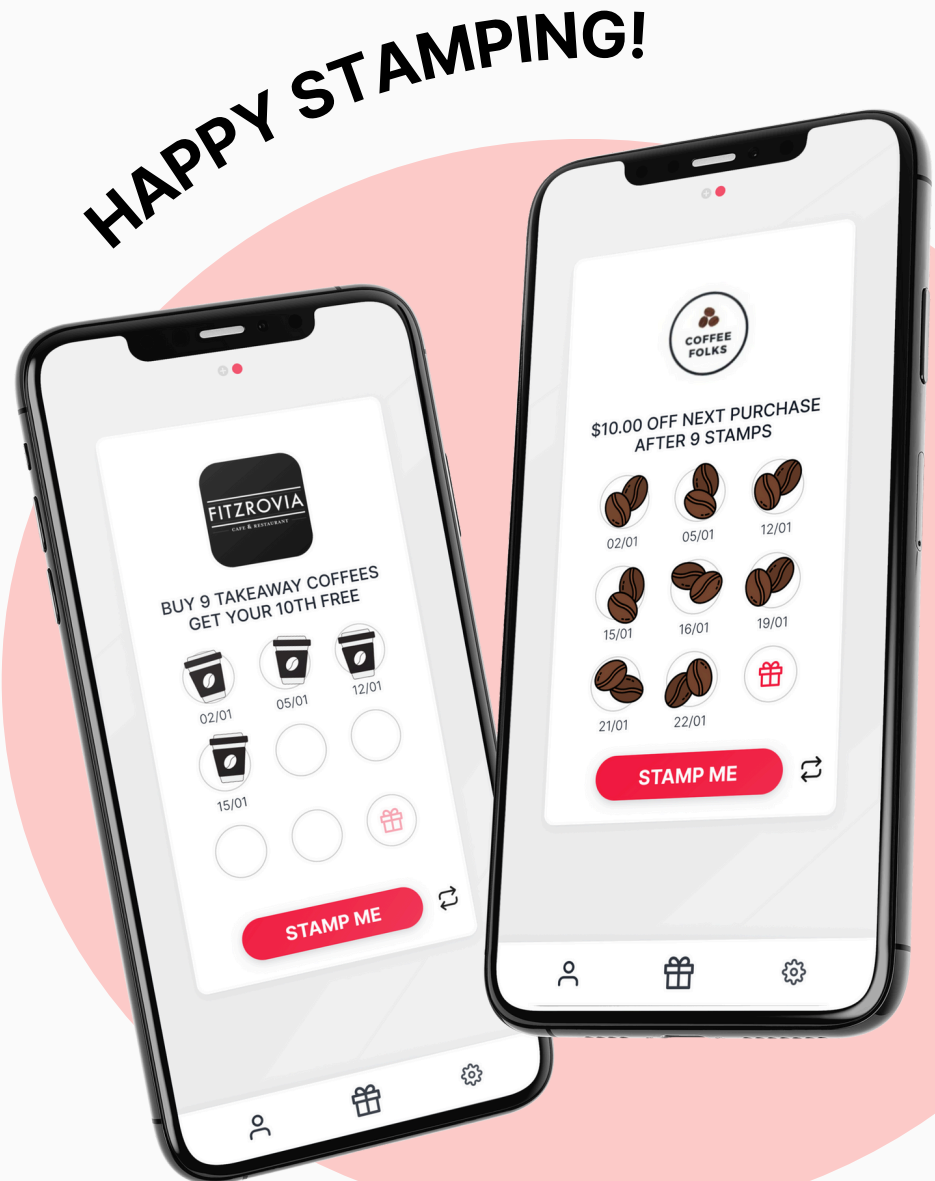 HAPPY STAMPING!
FITZROVIA
CAFE & RESTAURANT
BUY 9 TAKEAWAY COFFEES
GET YOUR 10TH FREE
02/01
05/01
12/01
15/01
STAMP ME
COFFEE
FOLKS
$10.00 OFF NEXT PURCHASE
AFTER 9 STAMPS
02/01
05/01
12/01
15/01
16/01
19/01
21/01
22/01
STAMP ME